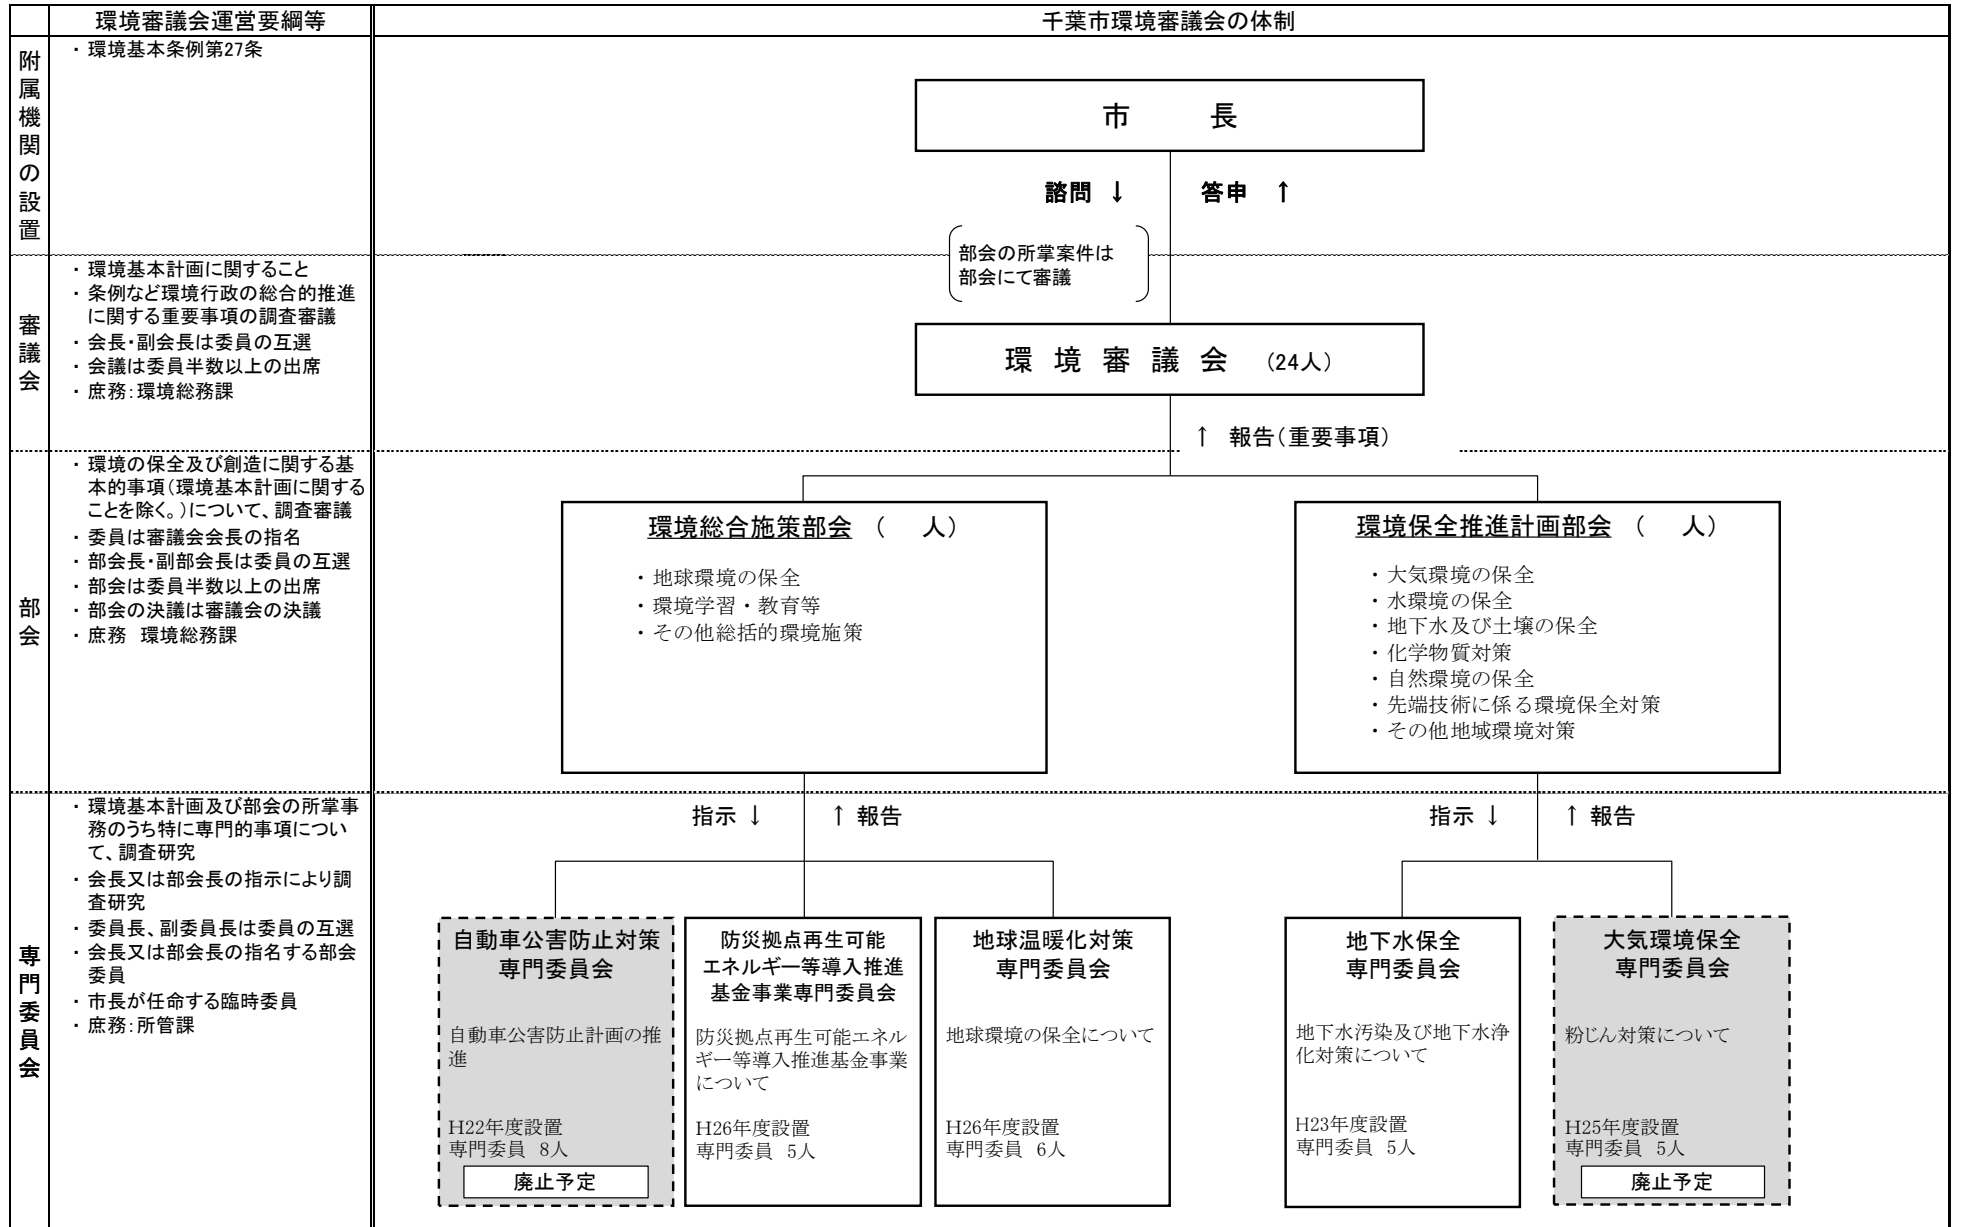 環境審議会運営要綱等
千葉市環境審議会の体制
附属機関の設置
・ 環境基本条例第27条
市　　長
諮問 ↓
答申 ↑
部会の所掌案件は
部会にて審議
審議会
・ 環境基本計画に関すること
・ 条例など環境行政の総合的推進
に関する重要事項の調査審議
・ 会長・副会長は委員の互選
・ 会議は委員半数以上の出席
・ 庶務：環境総務課
環 境 審 議 会 （24人）
↑ 報告（重要事項）
部会
・ 環境の保全及び創造に関する基
本的事項（環境基本計画に関する
ことを除く。）について、調査審議
・ 委員は審議会会長の指名
・ 部会長・副部会長は委員の互選
・ 部会は委員半数以上の出席
・ 部会の決議は審議会の決議
・ 庶務　環境総務課
環境総合施策部会 （　人）
・ 地球環境の保全
・ 環境学習・教育等
・ その他総括的環境施策
環境保全推進計画部会 （　人）
・ 大気環境の保全
・ 水環境の保全
・ 地下水及び土壌の保全
・ 化学物質対策
・ 自然環境の保全
・ 先端技術に係る環境保全対策
・ その他地域環境対策
専門委員会
・ 環境基本計画及び部会の所掌事
務のうち特に専門的事項につい
て、調査研究
・ 会長又は部会長の指示により調
査研究
・ 委員長、副委員長は委員の互選
・ 会長又は部会長の指名する部会
委員
・ 市長が任命する臨時委員
・ 庶務：所管課
指示 ↓
↑ 報告
指示 ↓
↑ 報告
自動車公害防止対策
専門委員会
自動車公害防止計画の推
進
H22年度設置
専門委員 8人
廃止予定
防災拠点再生可能
エネルギー等導入推進
基金事業専門委員会
防災拠点再生可能エネル
ギー等導入推進基金事業
について
H26年度設置
専門委員 5人
地球温暖化対策
専門委員会
地球環境の保全について
H26年度設置
専門委員 6人
地下水保全
専門委員会
地下水汚染及び地下水浄
化対策について
H23年度設置
専門委員 5人
大気環境保全
専門委員会
粉じん対策について
H25年度設置
専門委員 5人
廃止予定